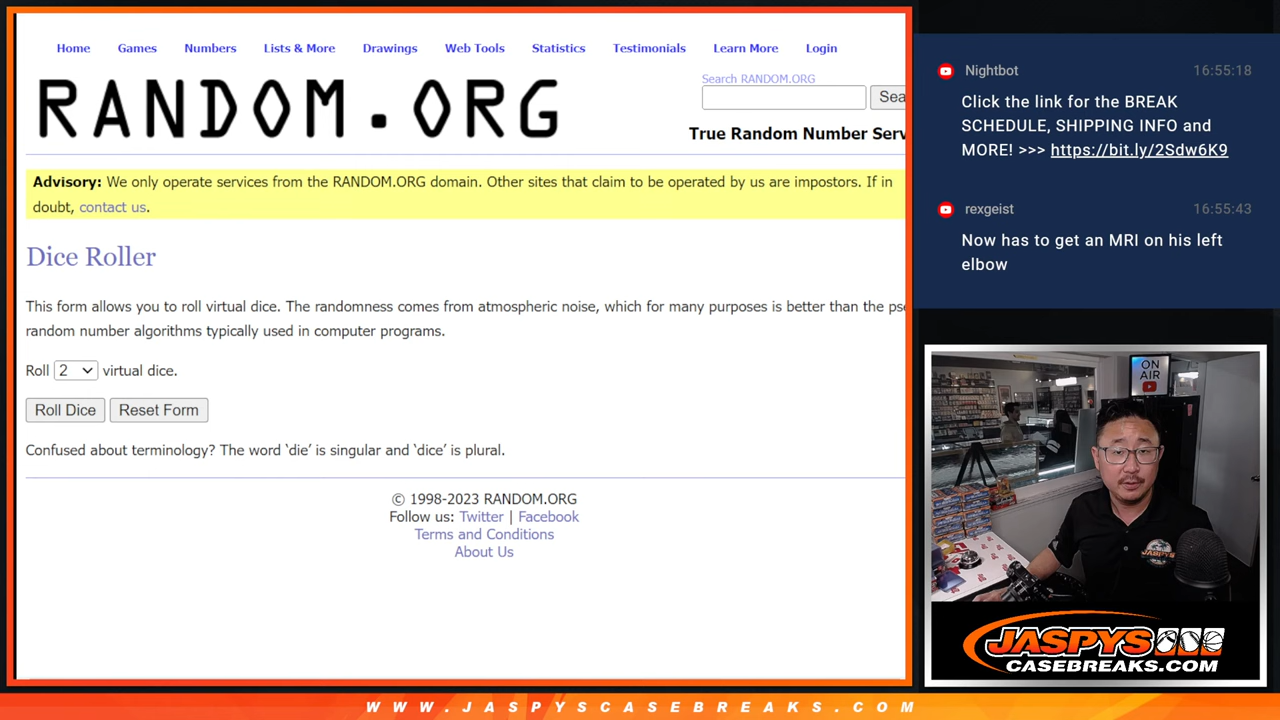 Home Games Numbers Lists & More Drawings Web Tools Statistics Testimonials Learn More Login
RANDOM.ORG
Search RANDOM.ORG
Sea
True Random Number Serv
Advisory: We only operate services from the RANDOM.ORG domain. Other sites that claim to be operated by us are impostors. If in
doubt, contact us.
Dice Roller
This form allows you to roll virtual dice. The randomness comes from atmospheric noise, which for many purposes is better than the pse
random number algorithms typically used in computer programs.
Roll 2 virtual dice.
Roll Dice Reset Form
Confused about terminology? The word ‘die’ is singular and ‘dice’ is plural.
© 1998-2023 RANDOM.ORG
Follow us: Twitter | Facebook
Terms and Conditions
About Us
Nightbot 16:55:18
Click the link for the BREAK
SCHEDULE, SHIPPING INFO and
MORE! >>> https://bit.ly/2Sdw6K9
rexgeist 16:55:43
Now has to get an MRI on his left
elbow
ON
AIR
JASPYS
JASPYS
CASEBREAKS.COM
WWW.JASPYSCASEBREAKS.COM